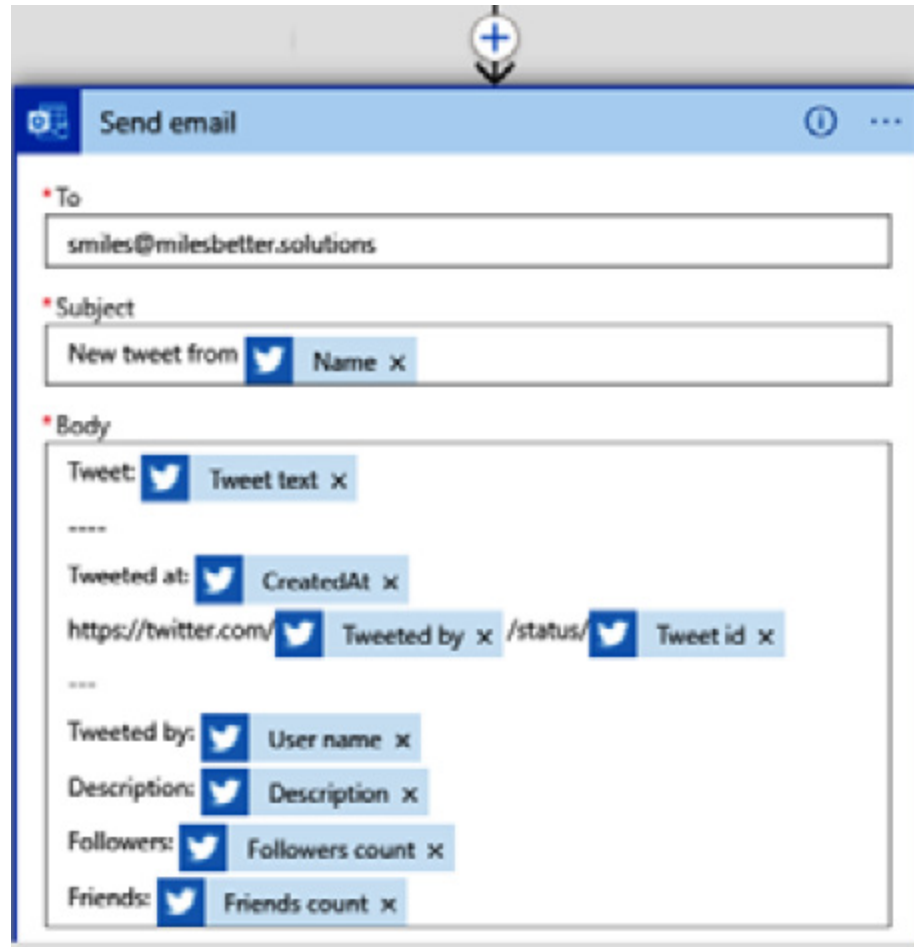 Send email
*To
smiles@milesbetter.solutions
*Subject
New tweet from Name ×
*Body
Tweet: Tweet text ×
----
Tweeted at: CreatedAt ×
https://twitter.com/ Tweeted by × /status/ Tweet id ×
---
Tweeted by: User name ×
Description: Description ×
Followers: Followers count ×
Friends: Friends count ×